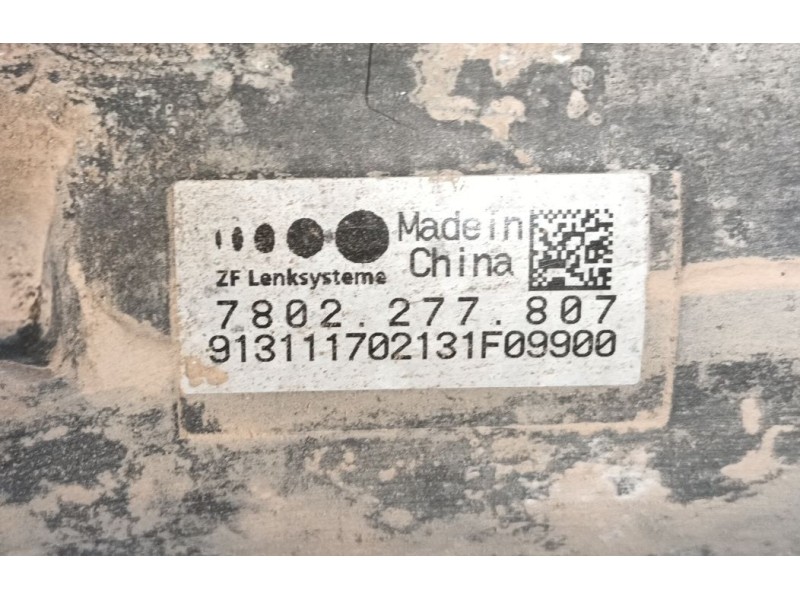 Made in
China
ZF Lenksysteme
7802.277.807
913111702131F09900